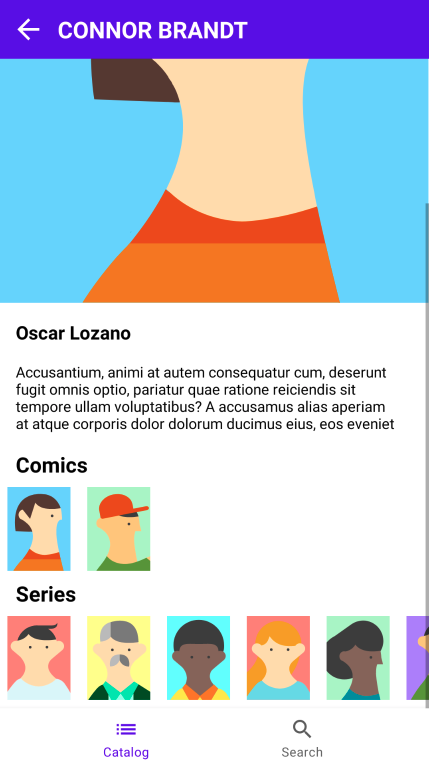 CONNOR BRANDT
Oscar Lozano
Accusantium, animi at autem consequatur cum, deserunt
fugit omnis optio, pariatur quae ratione reiciendis sit
tempore ullam voluptatibus? A accusamus alias aperiam
at atque corporis dolor dolorum ducimus eius, eos eveniet
Comics
Series
Catalog
Search